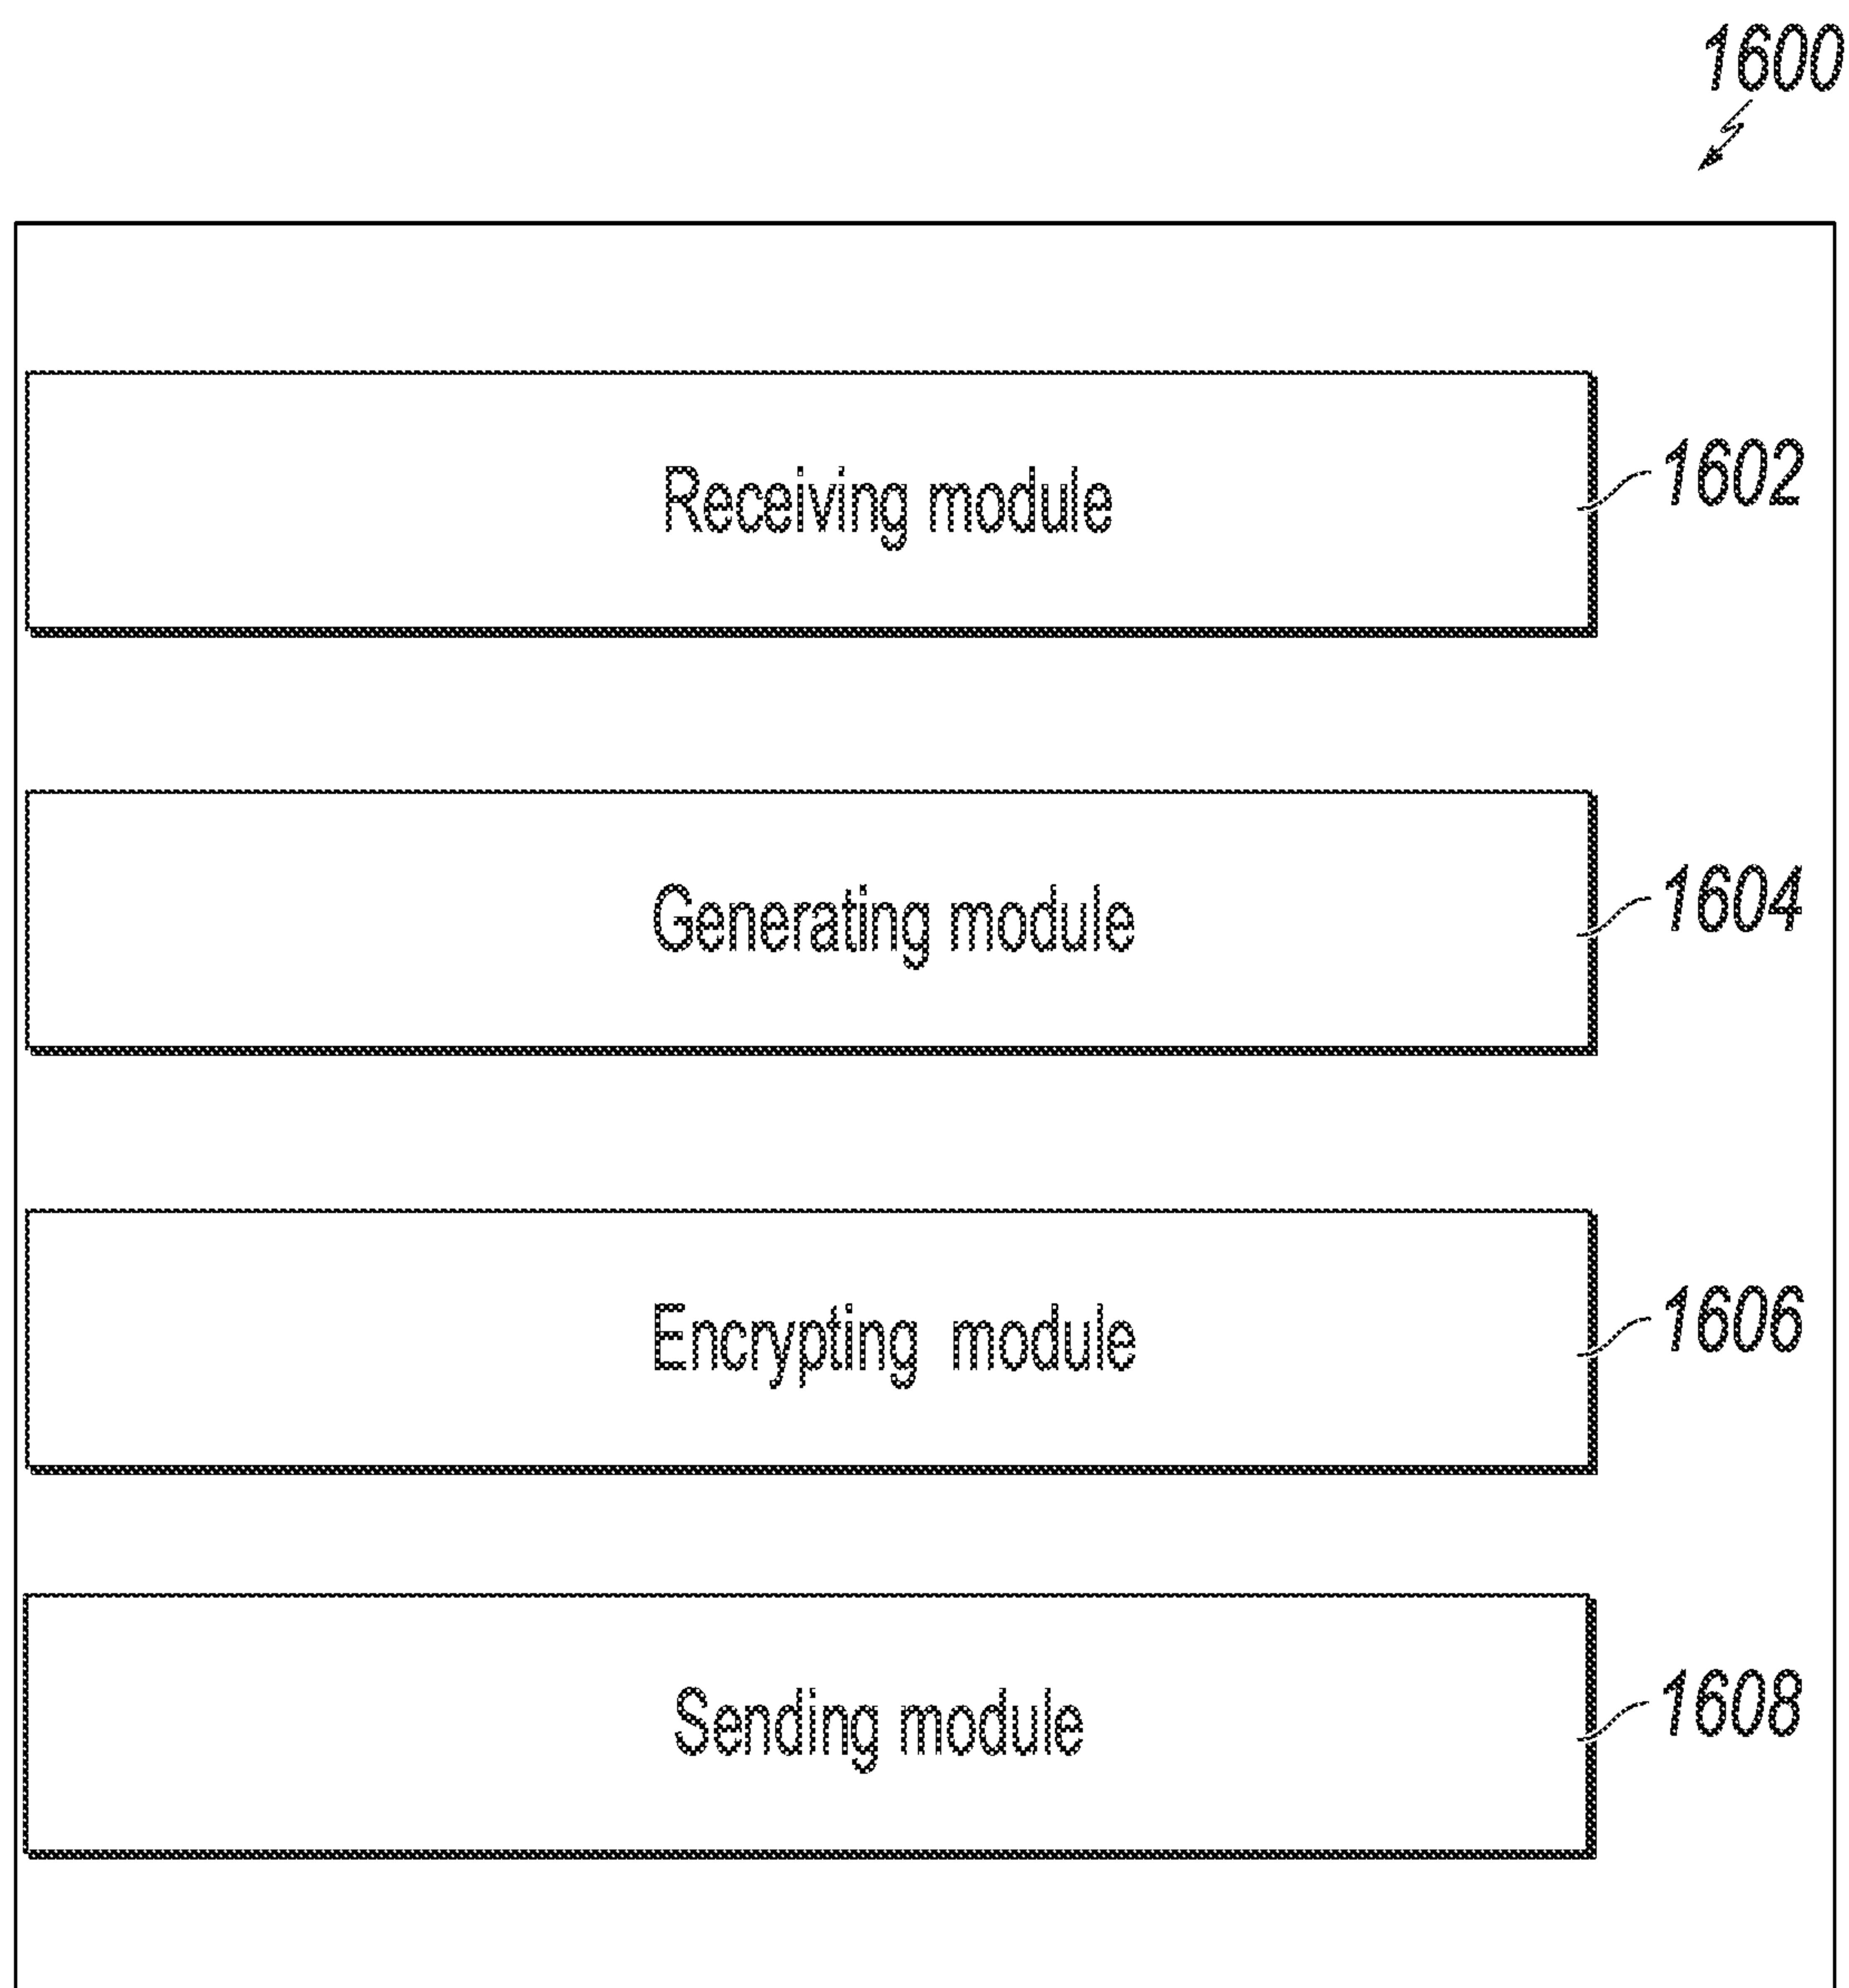 1600
Receiving module
1602
Generating module
1604
Encrypting module
1606
Sending module
1608